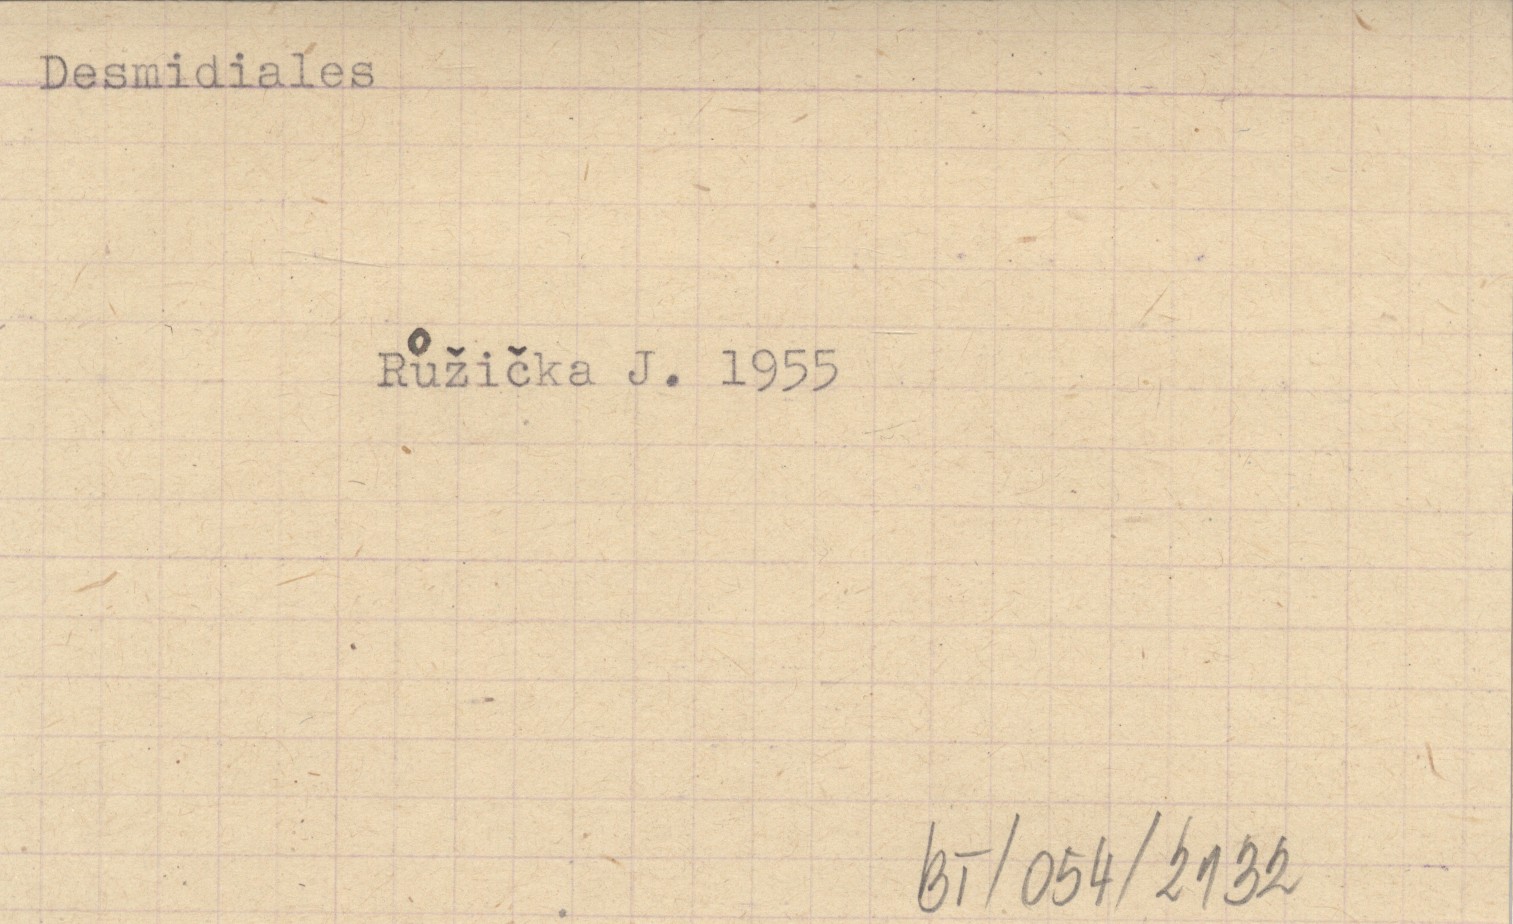 Desmidiales
Růžička J. 1955
BT/054/2132